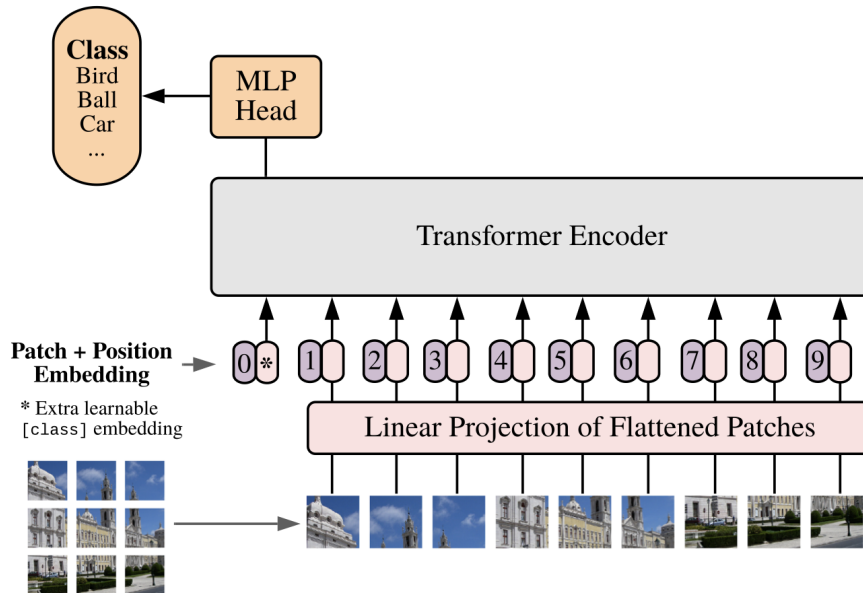 Class
Bird
Ball
Car
...
MLP
Head
Transformer Encoder
Patch + Position
Embedding
0 * 1 2 3 4 5 6 7 8 9
* Extra learnable
[class] embedding
Linear Projection of Flattened Patches